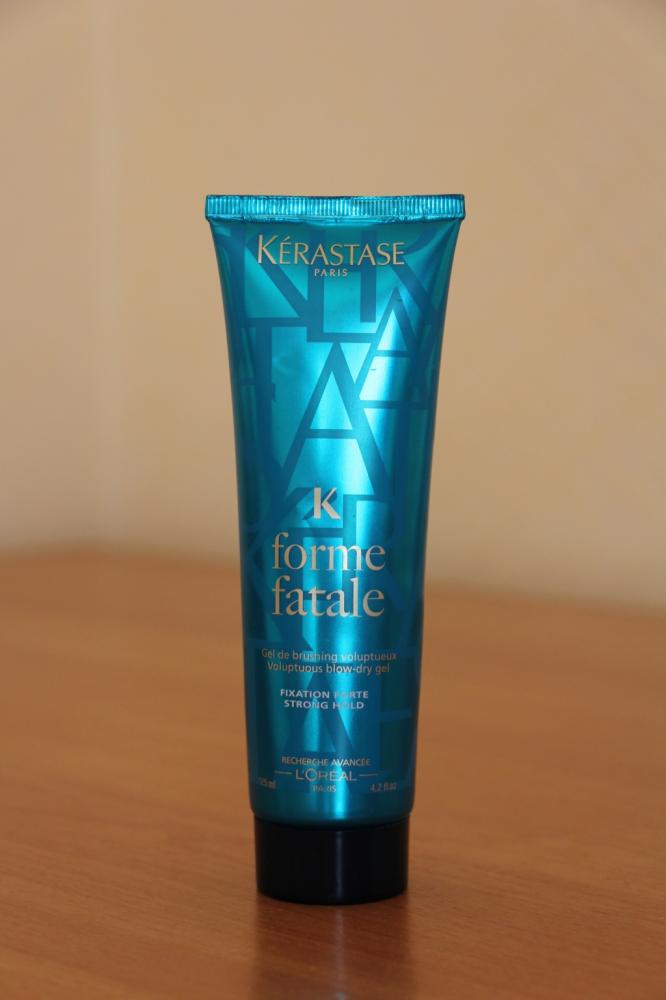 KÉRASTASE
PARIS
K
forme
fatale
Gel de brushing voluptueux
Voluptuous blow-dry gel
FIXATION FORTE
STRONG HOLD
RECHERCHE AVANCÉE
L'ORÉAL
PARIS
125 ml 4,2 fl.oz